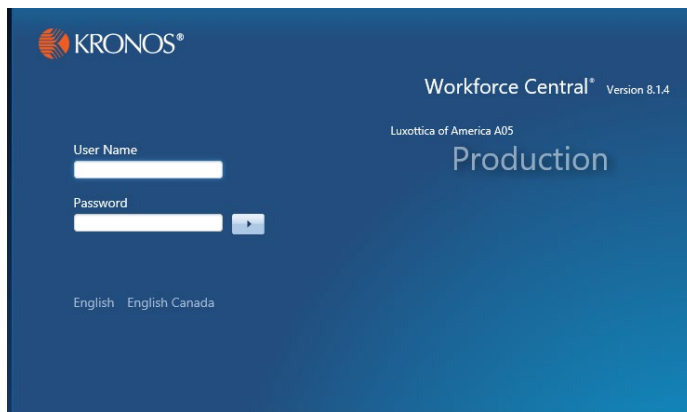 KRONOS®
Workforce Central® Version 8.1.4
Luxottica of America A05
Production
User Name
Password
English English Canada